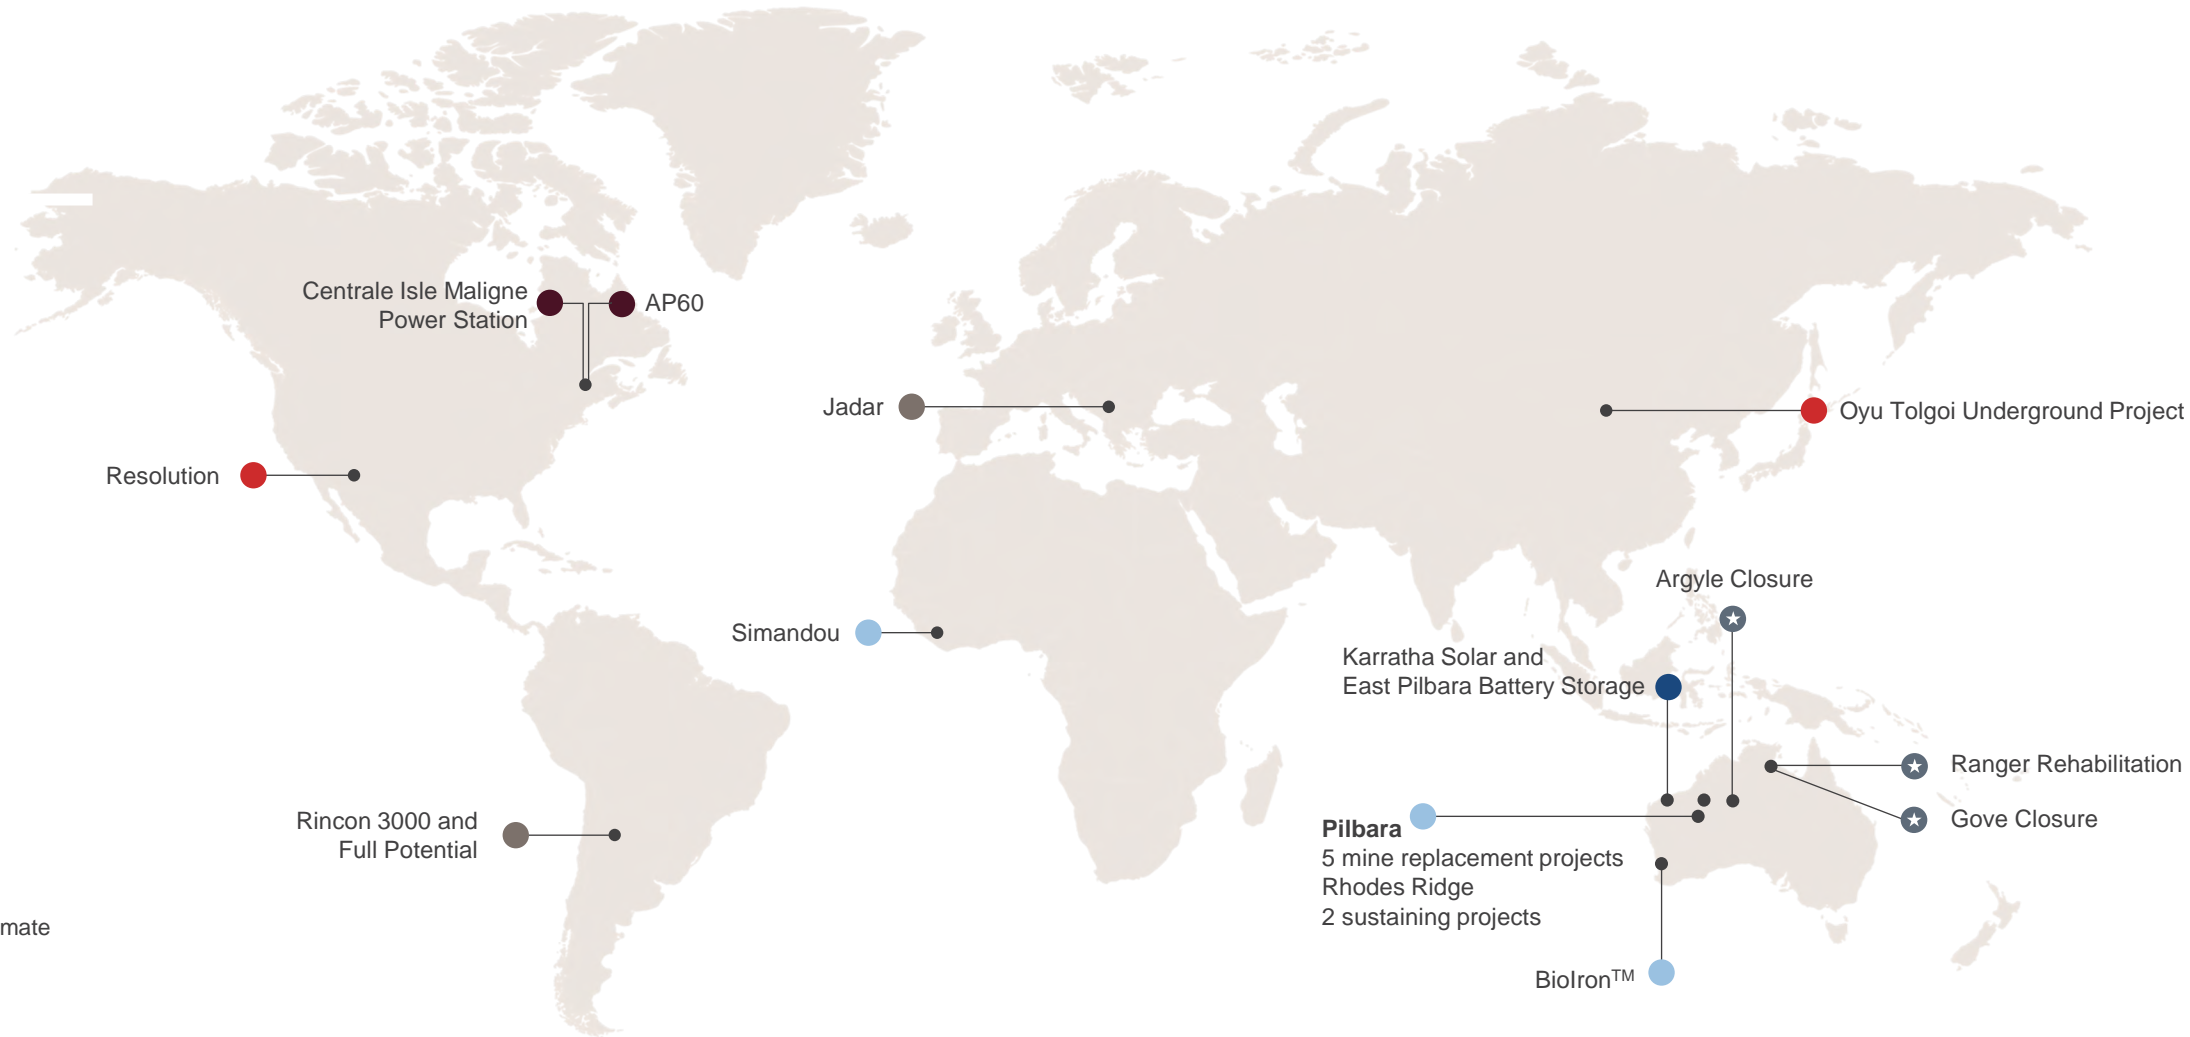 Centrale Isle Maligne
Power Station
AP60
Jadar
Oyu Tolgoi Underground Project
Resolution
Argyle Closure
Simandou
Karratha Solar and
East Pilbara Battery Storage
Ranger Rehabilitation
Gove Closure
Rincon 3000 and
Full Potential
Pilbara
5 mine replacement projects
Rhodes Ridge
2 sustaining projects
mate
BioIron™